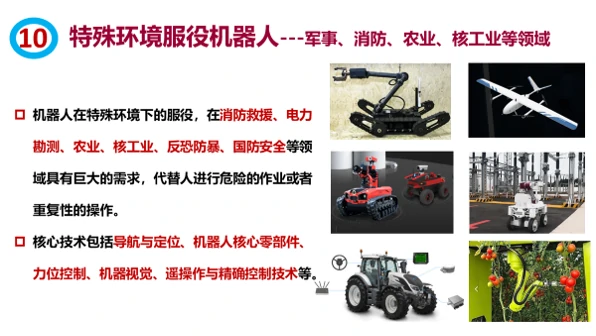 10 特殊环境服役机器人---军事、消防、农业、核工业等领域
机器人在特殊环境下的服役，在消防救援、电力
勘测、农业、核工业、反恐防暴、国防安全等领
域具有巨大的需求，代替人进行危险的作业或者
重复性的操作。
核心技术包括导航与定位、机器人核心零部件、
力位控制、机器视觉、遥操作与精确控制技术等。